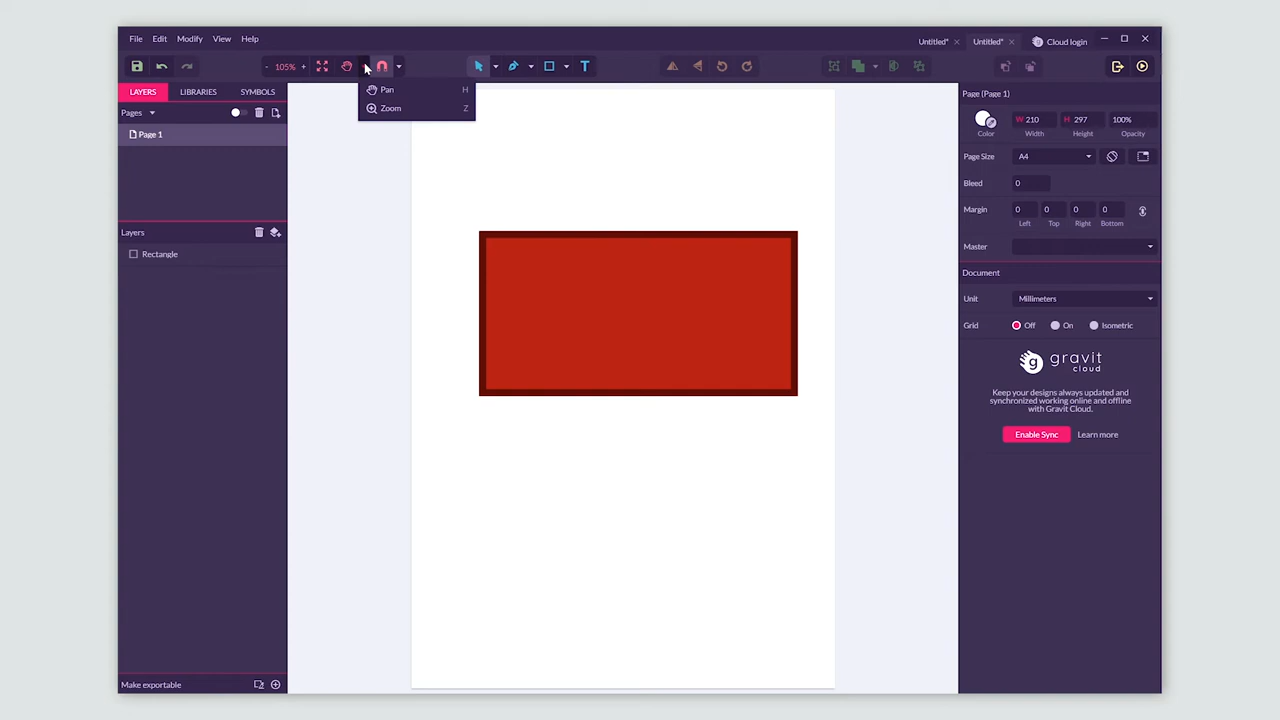 File Edit Modify View Help
Untitled* × Untitled* × Cloud login
- 105% +
T
LAYERS LIBRARIES SYMBOLS
Pages
Page 1
Layers
Rectangle
Make exportable
Pan H
Zoom Z
Page (Page 1)
W 210 H 297 100%
Color Width Height Opacity
Page Size A4
Bleed 0
Margin 0 0 0 0
Left Top Right Bottom
Master
Document
Unit Millimeters
Grid Off On Isometric
g gravit
cloud
Keep your designs always updated and
synchronized working online and offline
with Gravit Cloud.
Enable Sync Learn more